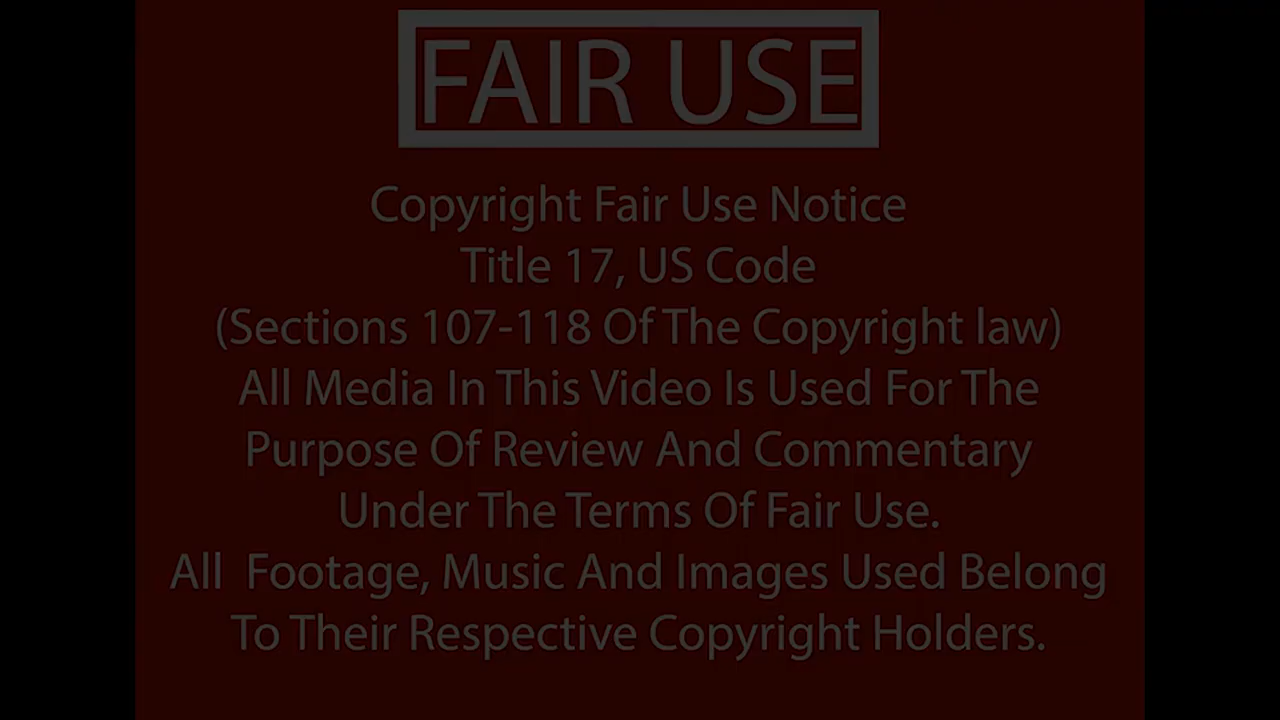 FAIR USE
Copyright Fair Use Notice
Title 17, US Code
(Sections 107-118 Of The Copyright law)
All Media In This Video Is Used For The
Purpose Of Review And Commentary
Under The Terms Of Fair Use.
All  Footage, Music And Images Used Belong
To Their Respective Copyright Holders.